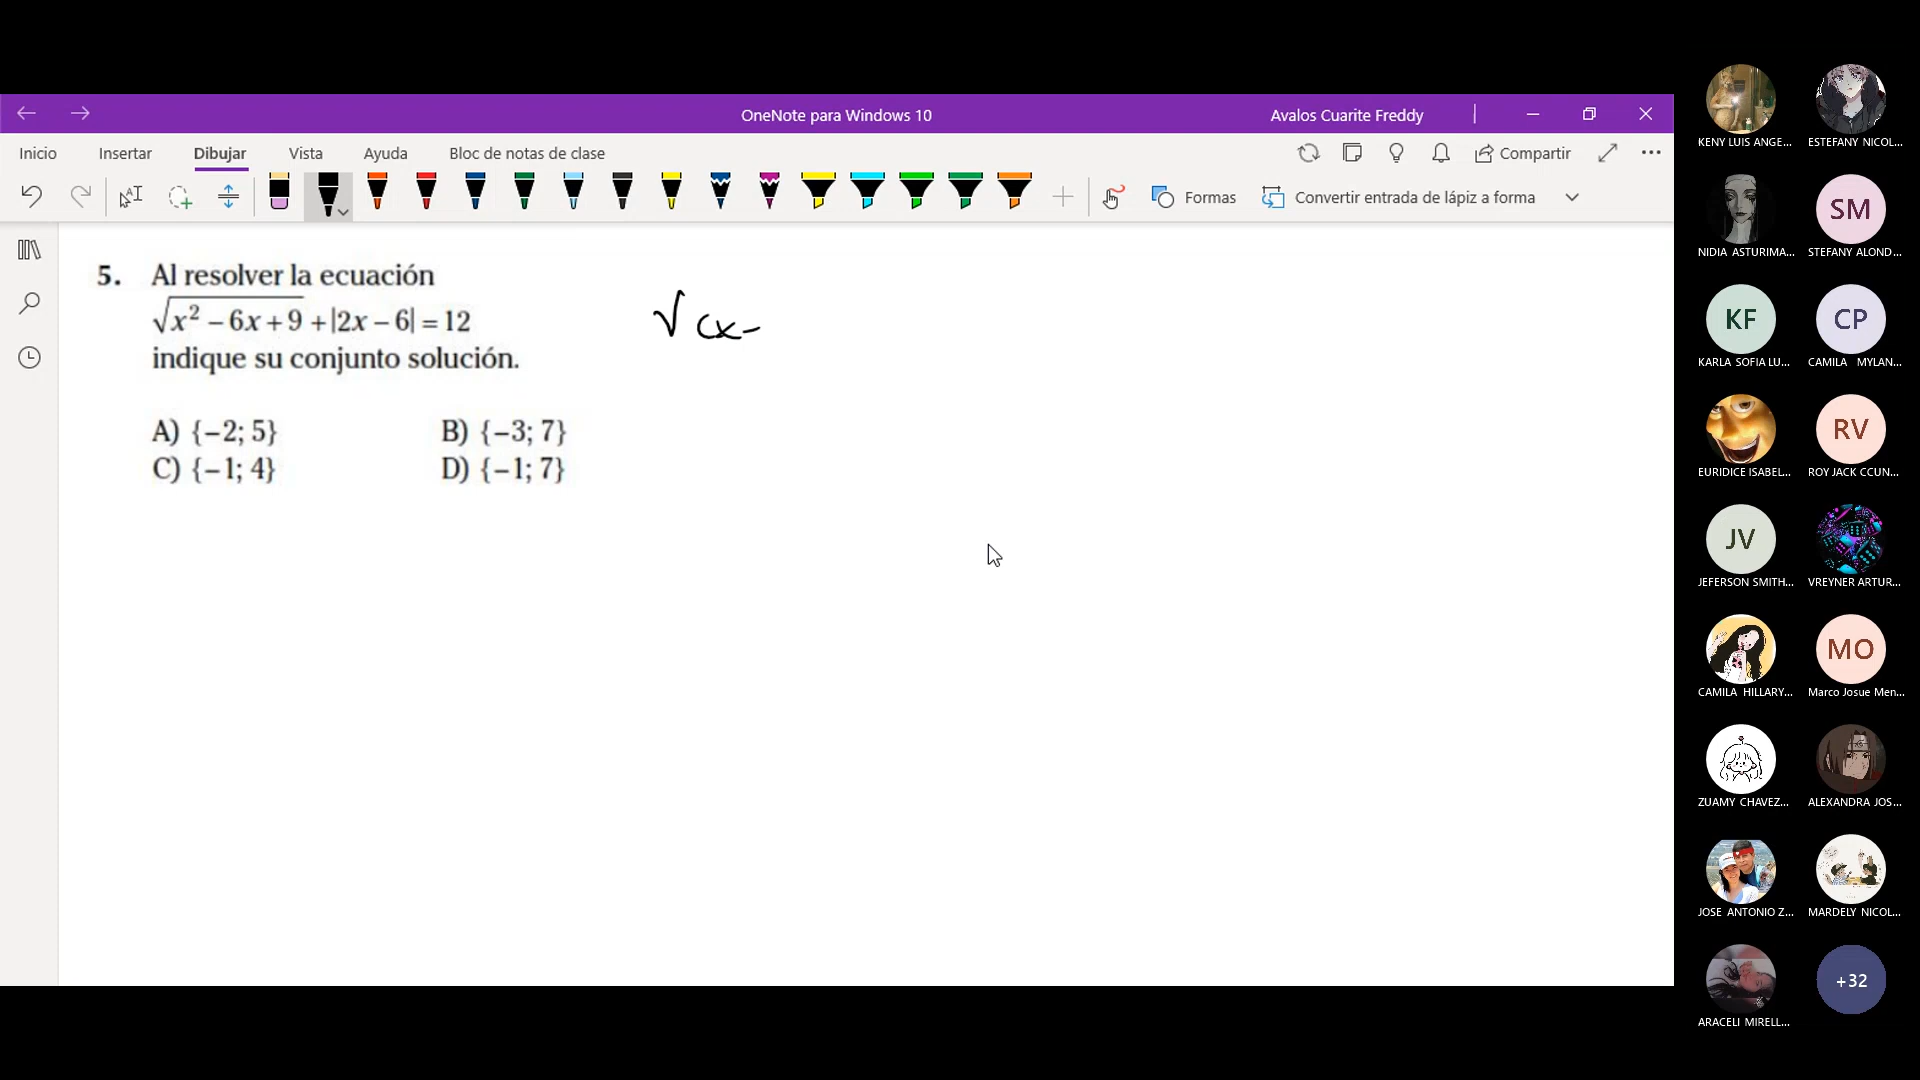 OneNote para Windows 10
Avalos Cuarite Freddy
Inicio Insertar Dibujar Vista Ayuda Bloc de notas de clase
Compartir
Formas
Convertir entrada de lápiz a forma
5. Al resolver la ecuación
√x² − 6x + 9 + |2x − 6| = 12
indique su conjunto solución.
A) {−2; 5} B) {−3; 7}
C) {−1; 4} D) {−1; 7}
√(x-
KENY LUIS ANGE...
ESTEFANY NICOL...
NIDIA ASTURIMA...
SM
STEFANY ALOND...
KF
KARLA SOFIA LU...
CP
CAMILA MYLAN...
EURIDICE ISABEL...
RV
ROY JACK CCUN...
JV
JEFERSON SMITH...
VREYNER ARTUR...
CAMILA HILLARY...
MO
Marco Josue Men...
ZUAMY CHAVEZ...
ALEXANDRA JOS...
JOSE ANTONIO Z...
MARDELY NICOL...
ARACELI MIRELL...
+32